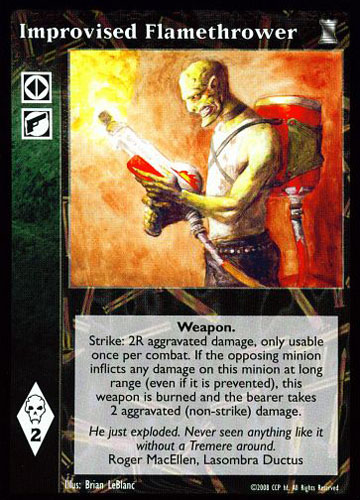 Improvised Flamethrower
Weapon.
Strike: 2R aggravated damage, only usable
once per combat. If the opposing minion
inflicts any damage on this minion at long
range (even if it is prevented), this
weapon is burned and the bearer takes
2 aggravated (non-strike) damage.
He just exploded. Never seen anything like it
without a Tremere around.
Roger MacEllen, Lasombra Ductus
2
Illus: Brian LeBlanc
©2008 CCP hf. All Rights Reserved.